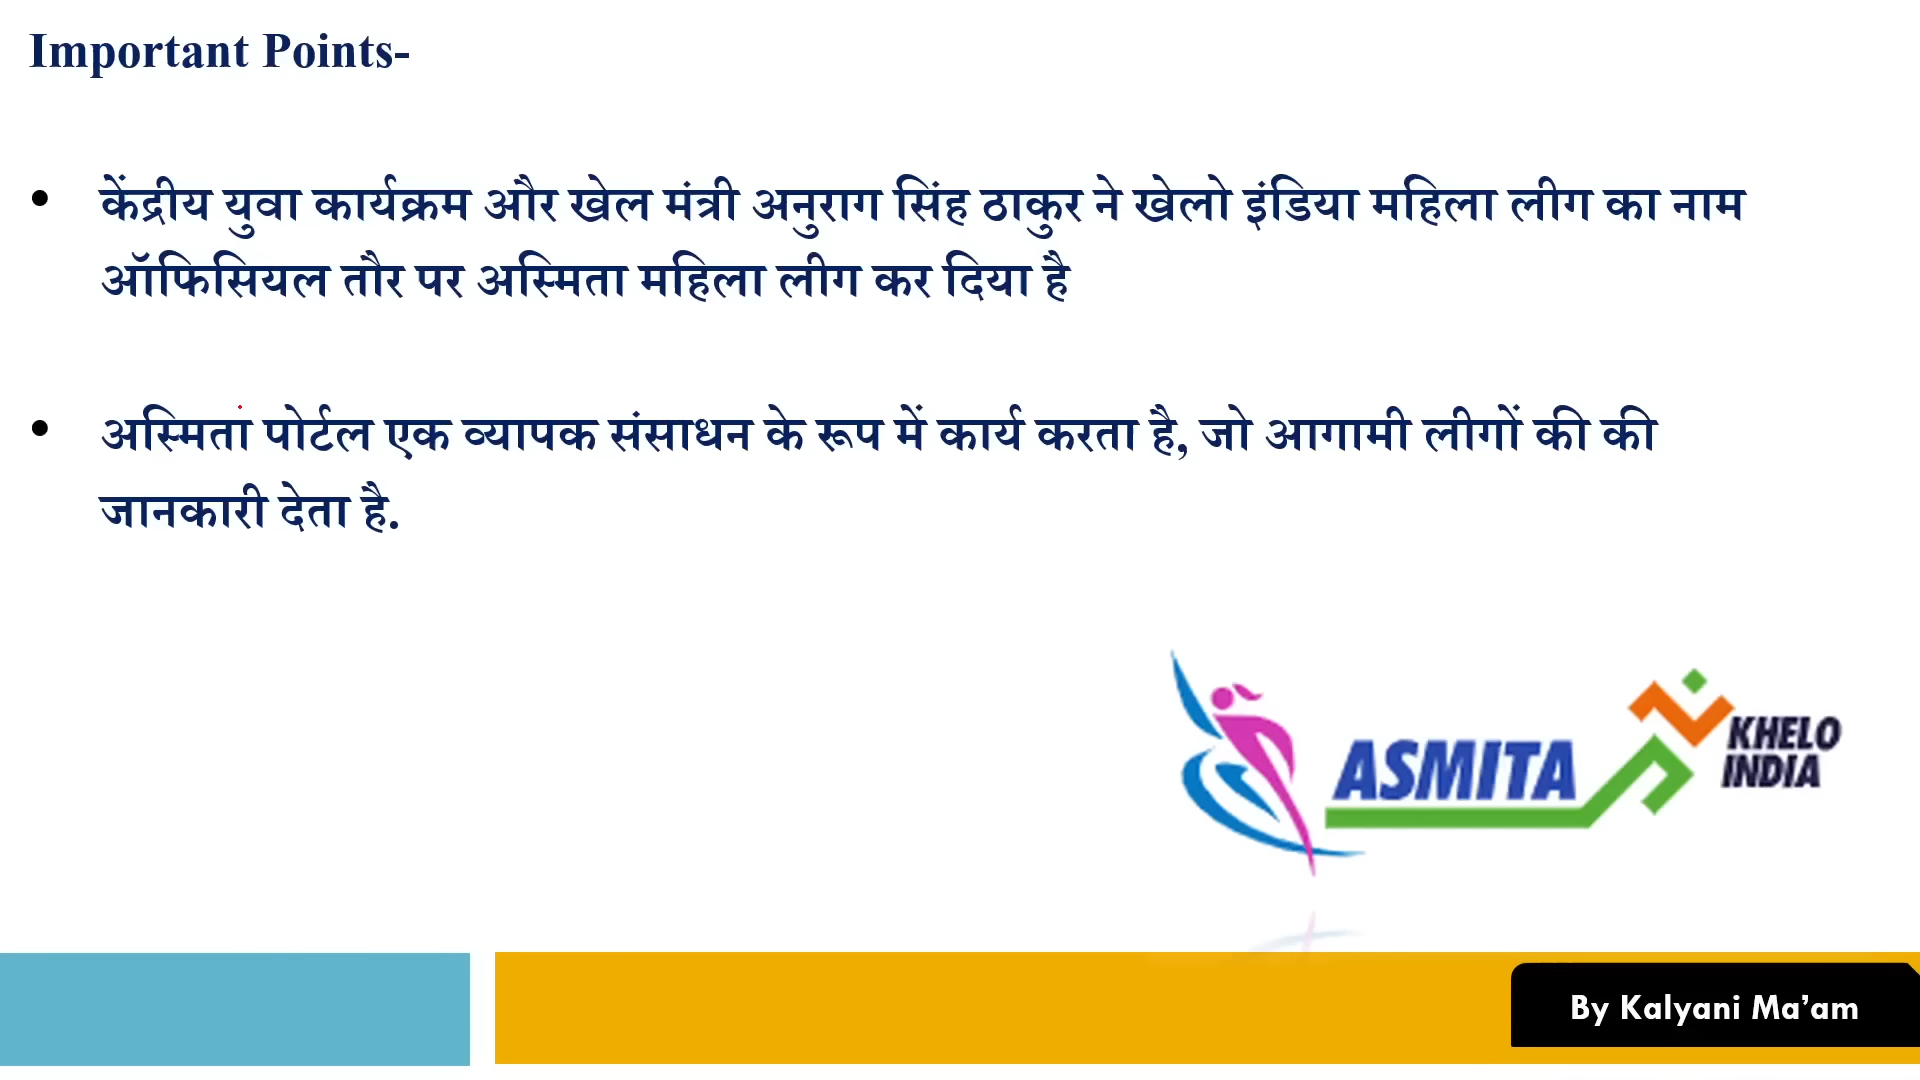 Important Points-
• केंद्रीय युवा कार्यक्रम और खेल मंत्री अनुराग सिंह ठाकुर ने खेलो इंडिया महिला लीग का नाम
ऑफिसियल तौर पर अस्मिता महिला लीग कर दिया है
• अस्मिता पोर्टल एक व्यापक संसाधन के रूप में कार्य करता है, जो आगामी लीगों की की
जानकारी देता है.
ASMITA
KHELO
INDIA
By Kalyani Ma’am